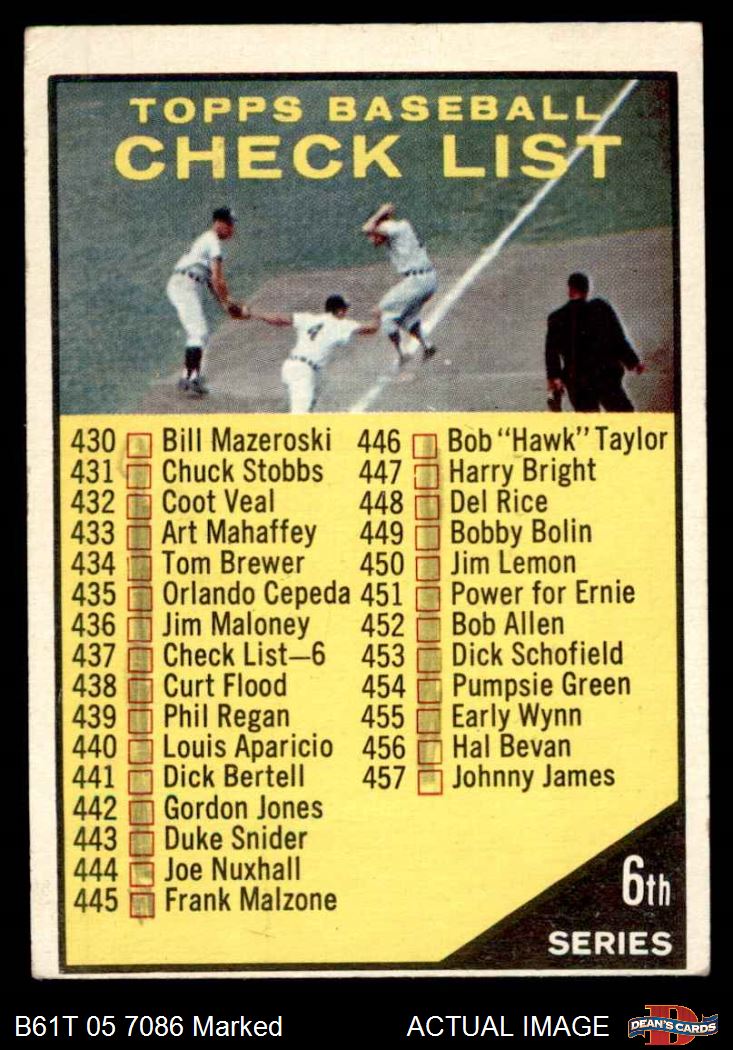 TOPPS BASEBALL
CHECK LIST
4
430 Bill Mazeroski
431 Chuck Stobbs
432 Coot Veal
433 Art Mahaffey
434 Tom Brewer
435 Orlando Cepeda
436 Jim Maloney
437 Check List—6
438 Curt Flood
439 Phil Regan
440 Louis Aparicio
441 Dick Bertell
442 Gordon Jones
443 Duke Snider
444 Joe Nuxhall
445 Frank Malzone
446 Bob "Hawk" Taylor
447 Harry Bright
448 Del Rice
449 Bobby Bolin
450 Jim Lemon
451 Power for Ernie
452 Bob Allen
453 Dick Schofield
454 Pumpsie Green
455 Early Wynn
456 Hal Bevan
457 Johnny James
6th
SERIES
B61T 05 7086 Marked
ACTUAL IMAGE
D
DEAN'S CARDS